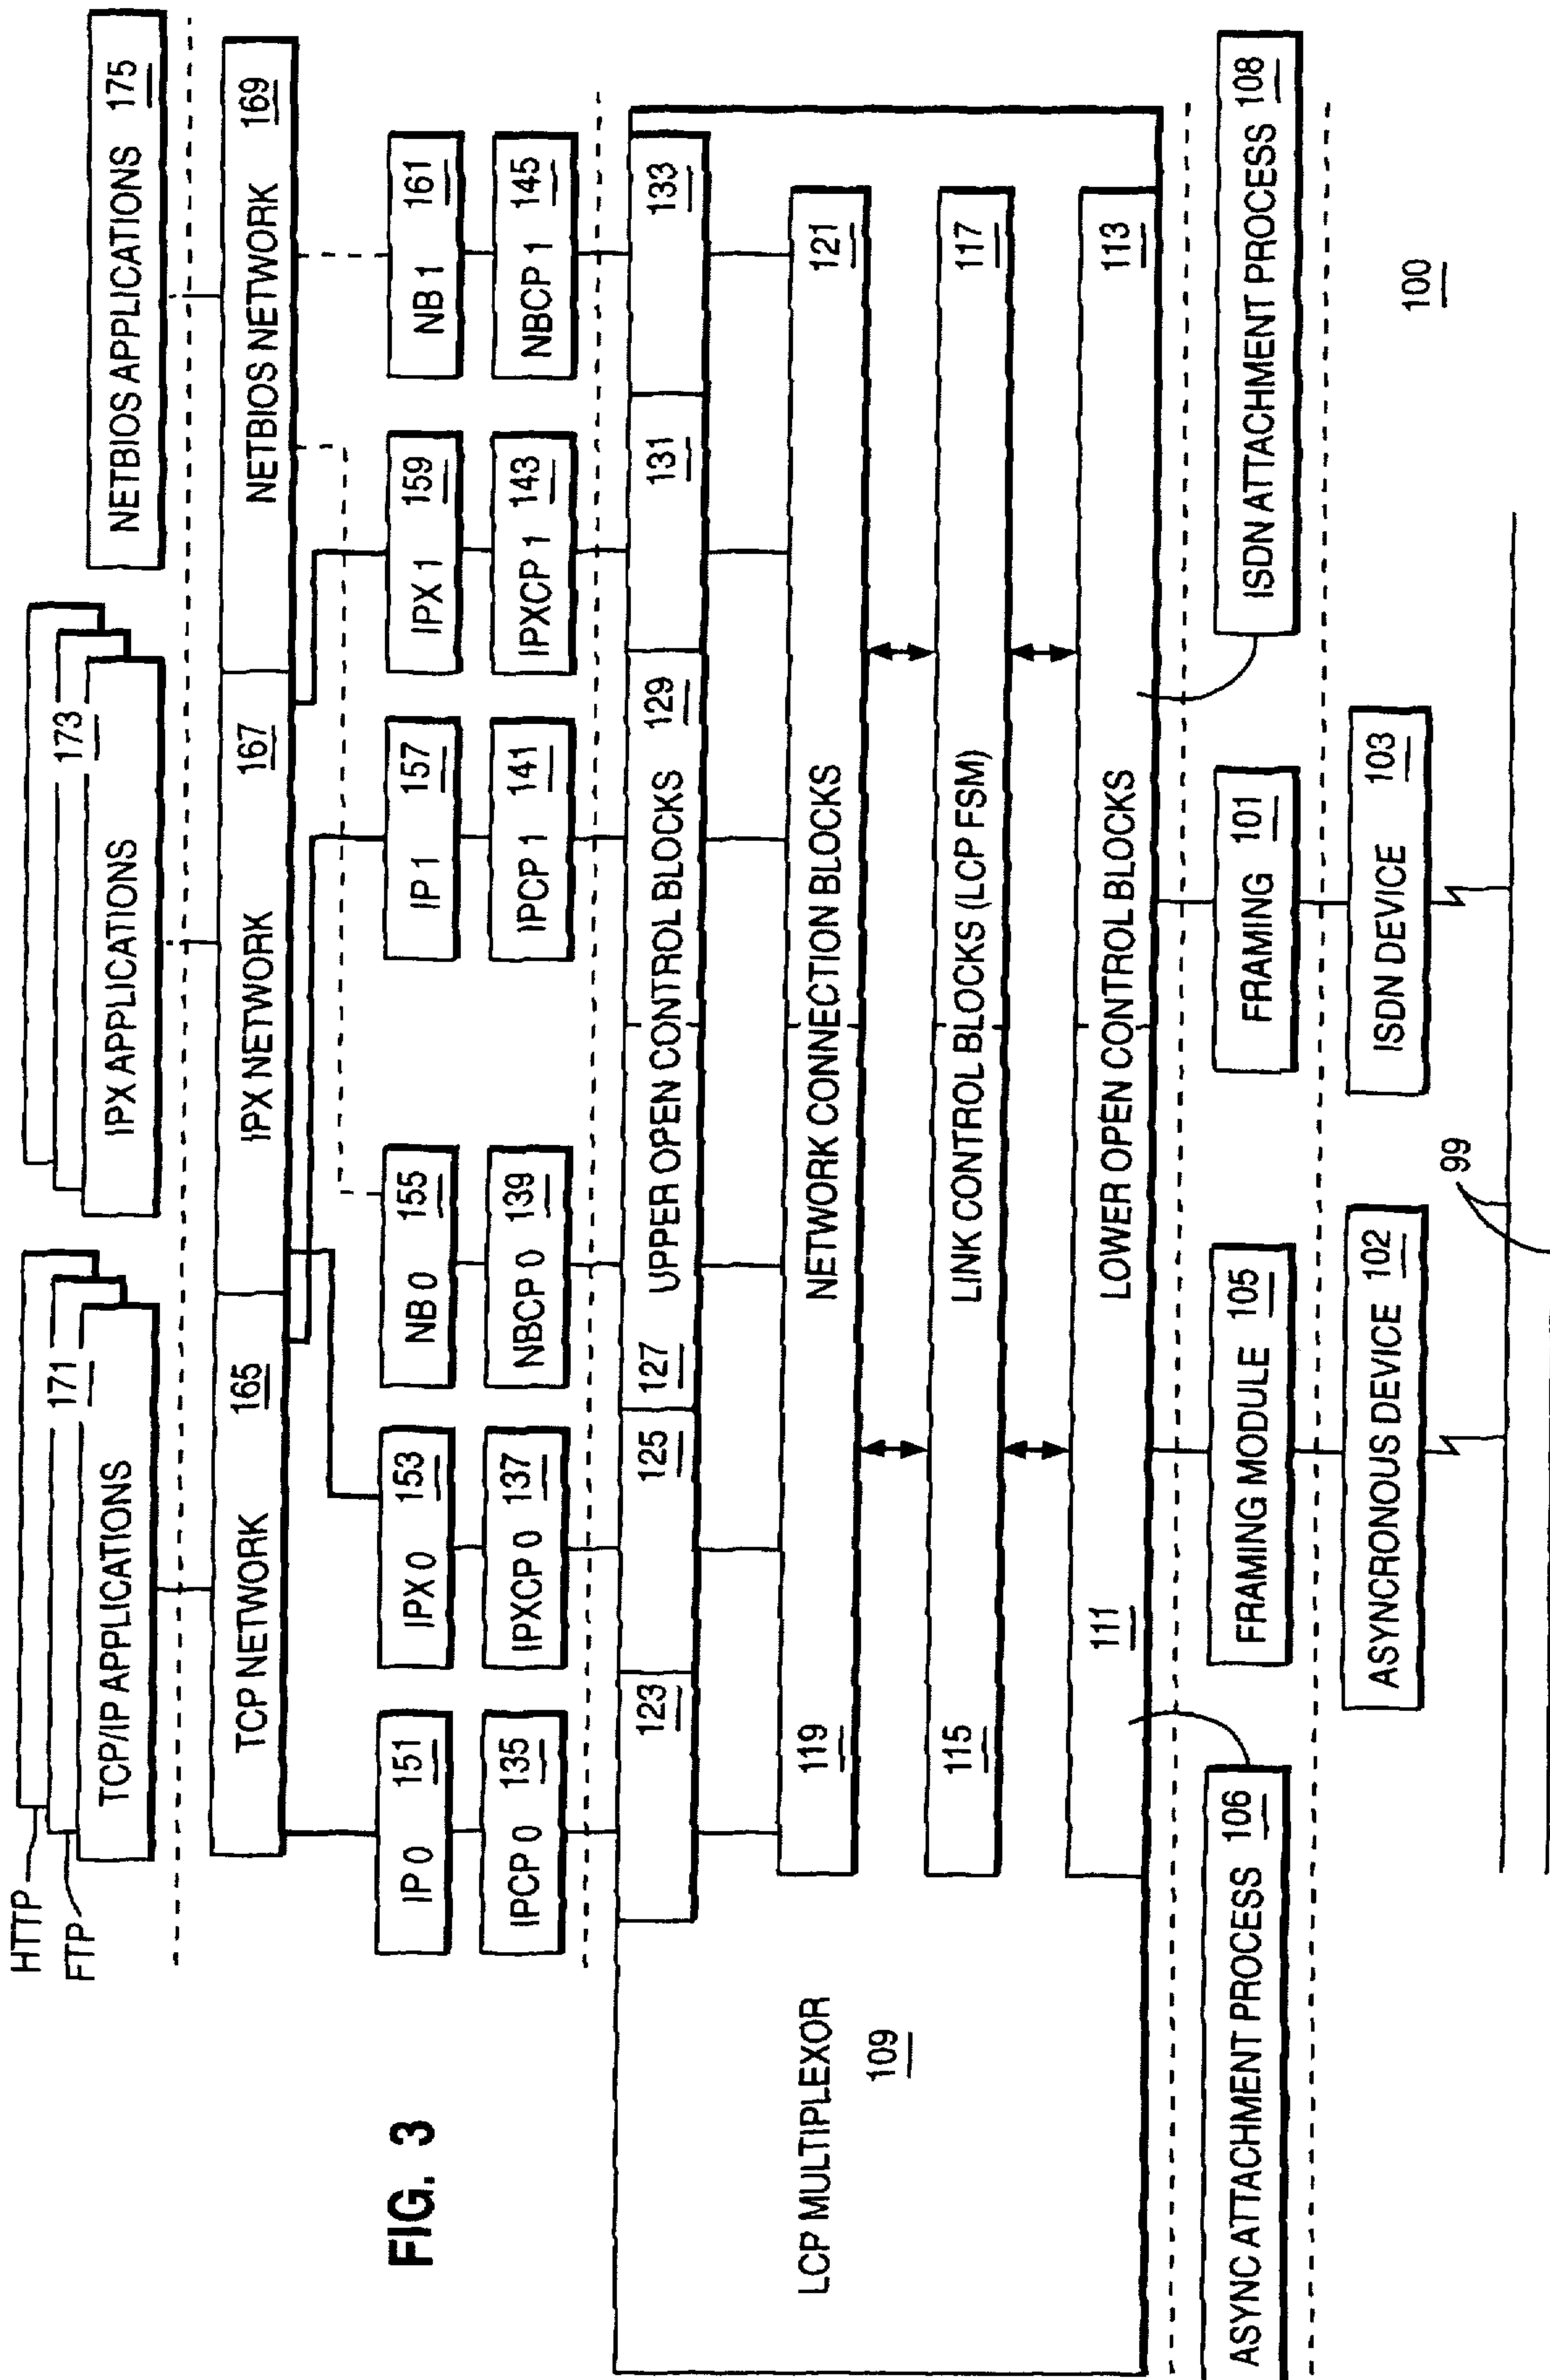 HTTP
FTP
171
TCP/IP APPLICATIONS
173
IPX APPLICATIONS
NETBIOS APPLICATIONS 175
TCP NETWORK 165
IPX NETWORK 167
NETBIOS NETWORK 169
FIG. 3
IP 0 151
IPX 0 153
NB 0 155
IP 1 157
IPX 1 159
NB 1 161
IPCP 0 135
IPXCP 0 137
NBCP 0 139
IPCP 1 141
IPXCP 1 143
NBCP 1 145
123
125
127
UPPER OPEN CONTROL BLOCKS
129
131
133
LCP MULTIPLEXOR
109
119
NETWORK CONNECTION BLOCKS
121
115
LINK CONTROL BLOCKS (LCP FSM)
117
111
LOWER OPEN CONTROL BLOCKS
113
ASYNC ATTACHMENT PROCESS 106
FRAMING MODULE 105
FRAMING 101
ISDN ATTACHMENT PROCESS 108
ASYNCRONOUS DEVICE 102
ISDN DEVICE 103
99
100